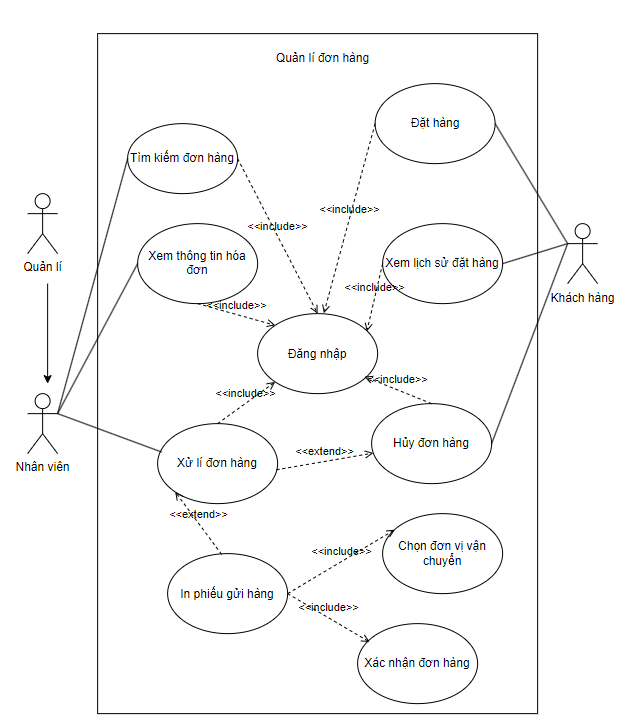 Quản lí đơn hàng
Đặt hàng
Tìm kiếm đơn hàng
<<include>>
<<include>>
Xem thông tin hóa
đơn
Xem lịch sử đặt hàng
Quản lí
Khách hàng
<<include>>
<<include>>
Đăng nhập
<<include>>
<<include>>
Hủy đơn hàng
Nhân viên
Xử lí đơn hàng
<<extend>>
<<extend>>
Chọn đơn vị vân
chuyển
<<include>>
In phiếu gửi hàng
<<include>>
Xác nhận đơn hàng